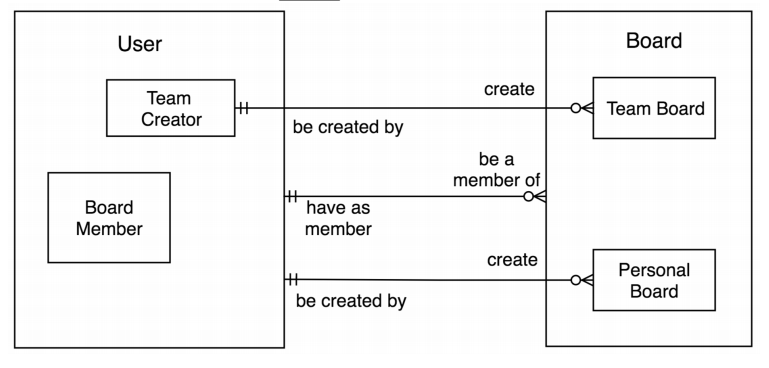 User
Board
Team
Creator
create
Team Board
be created by
be a
member of
Board
Member
have as
member
create
Personal
Board
be created by